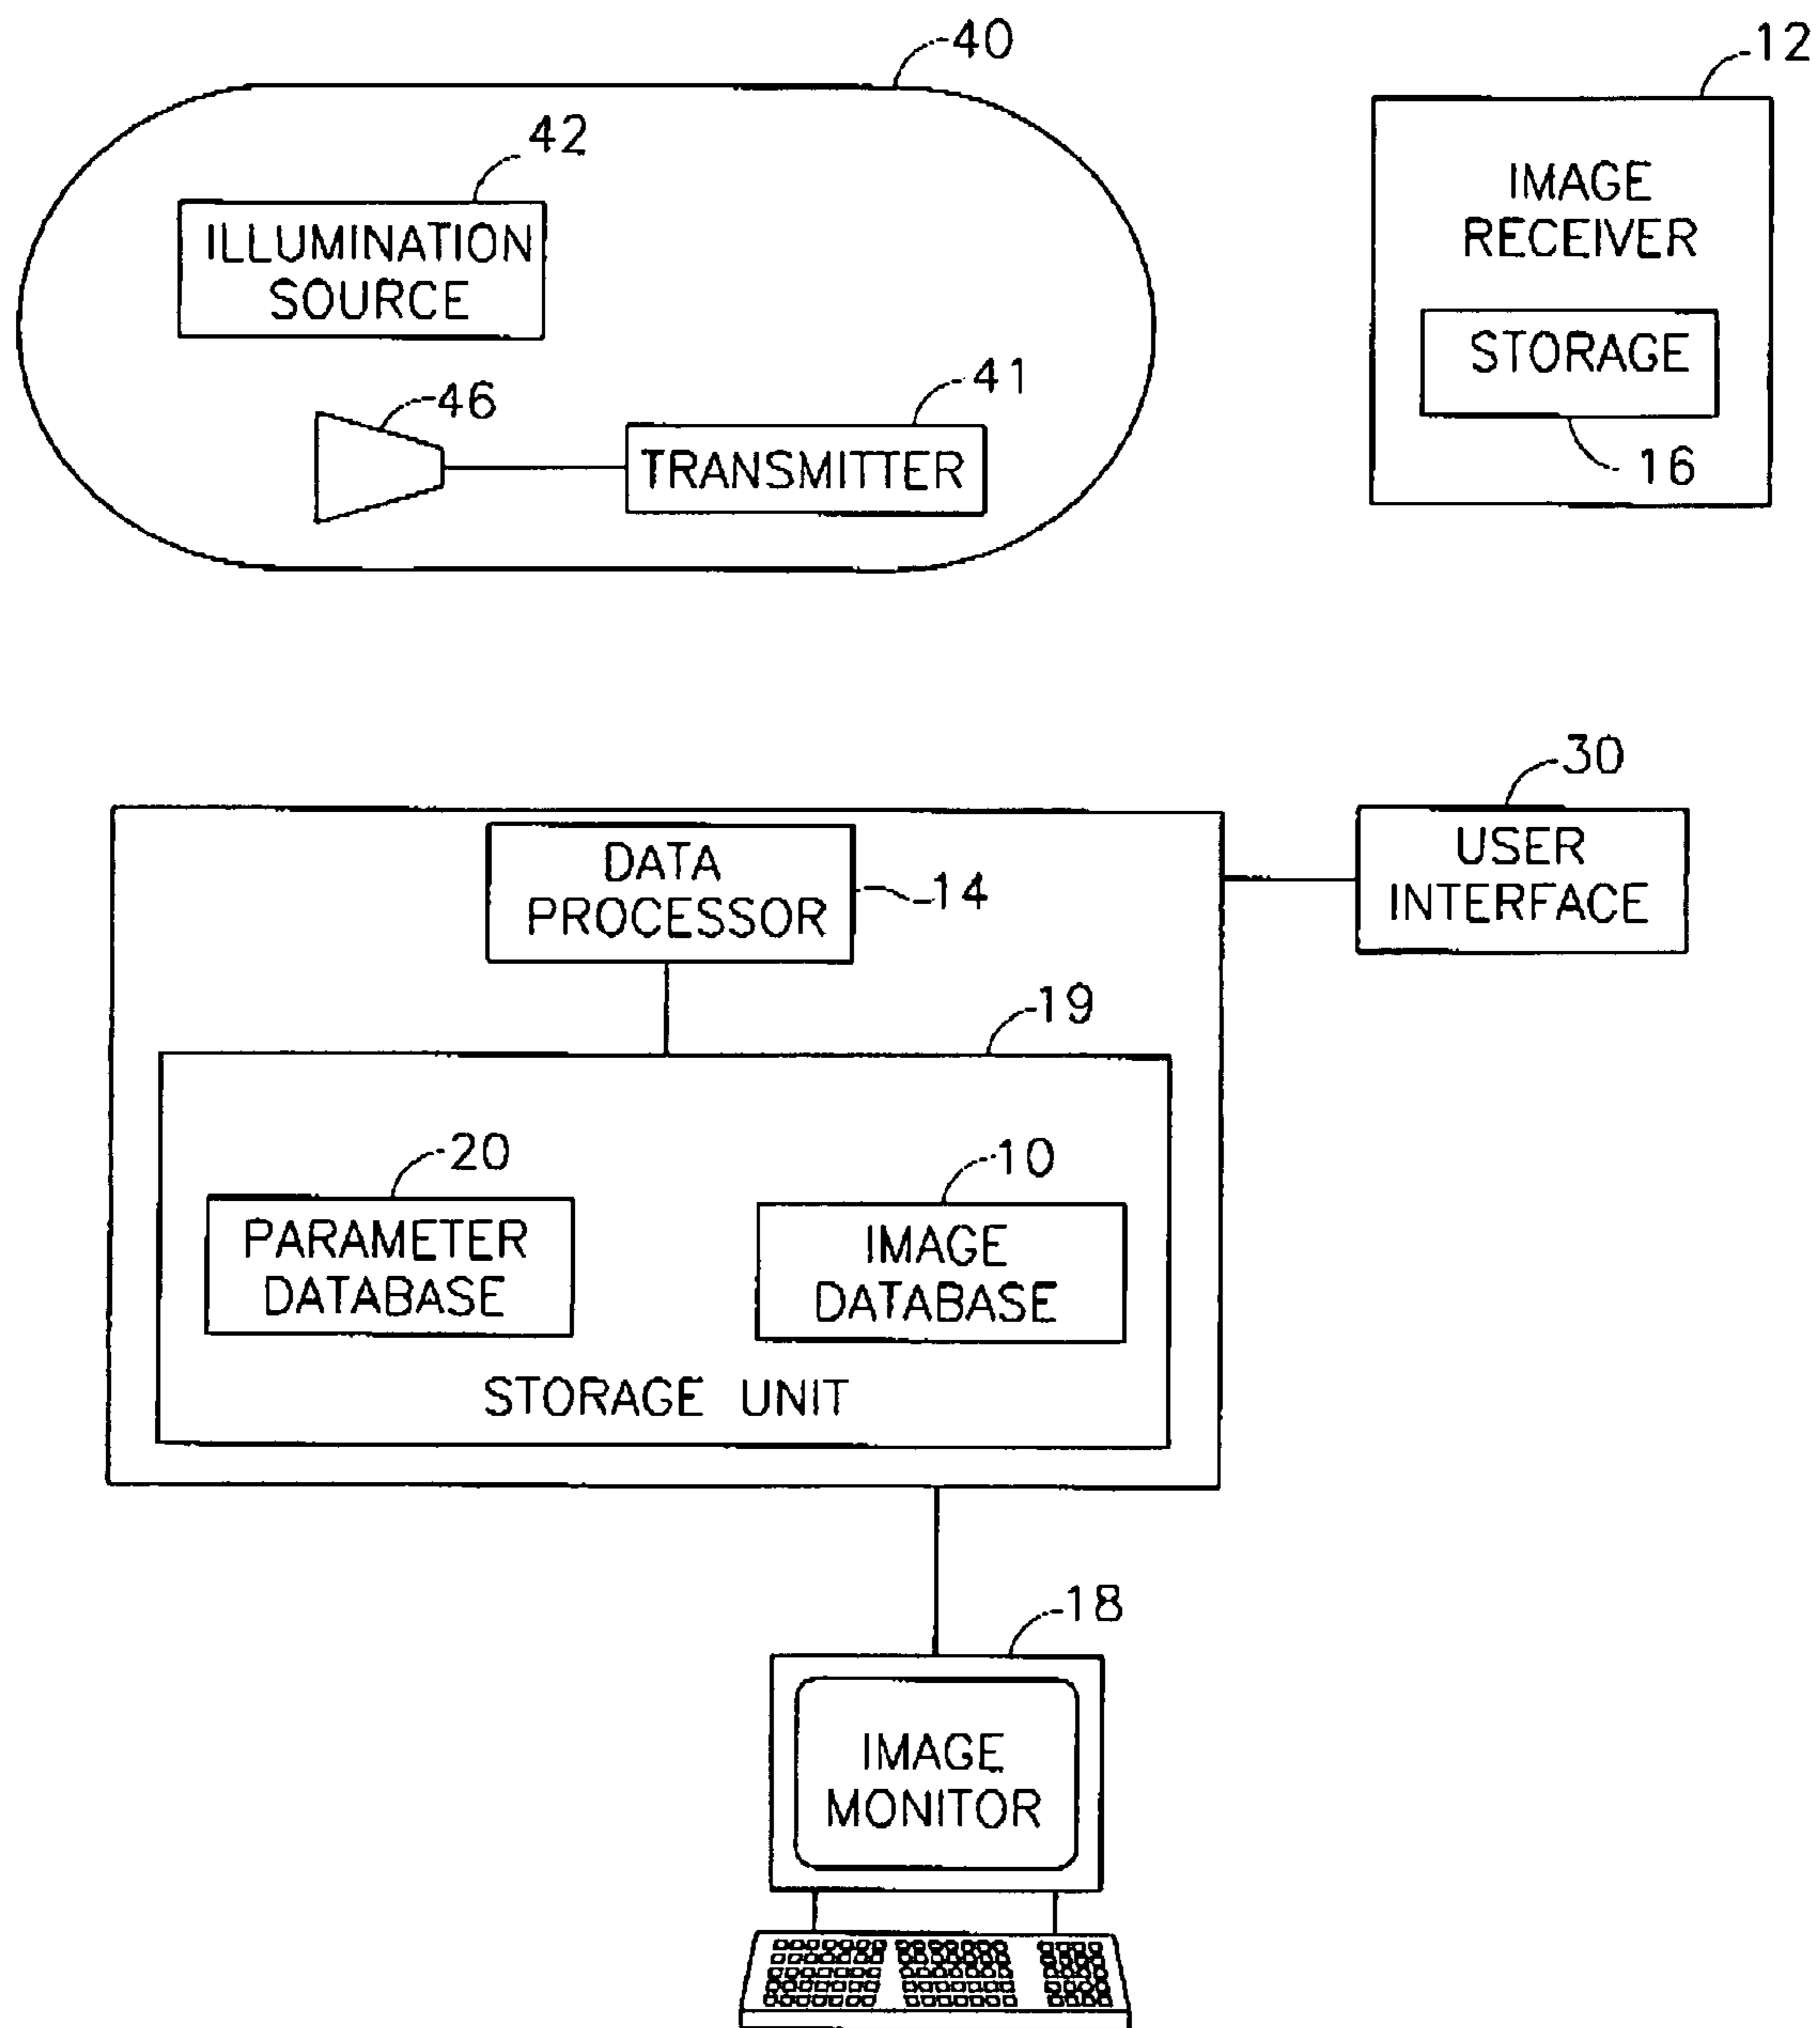 40
12
42
ILLUMINATION
SOURCE
IMAGE
RECEIVER
STORAGE
16
46
41
TRANSMITTER
30
USER
INTERFACE
DATA
PROCESSOR
14
19
20
10
PARAMETER
DATABASE
IMAGE
DATABASE
STORAGE UNIT
18
IMAGE
MONITOR